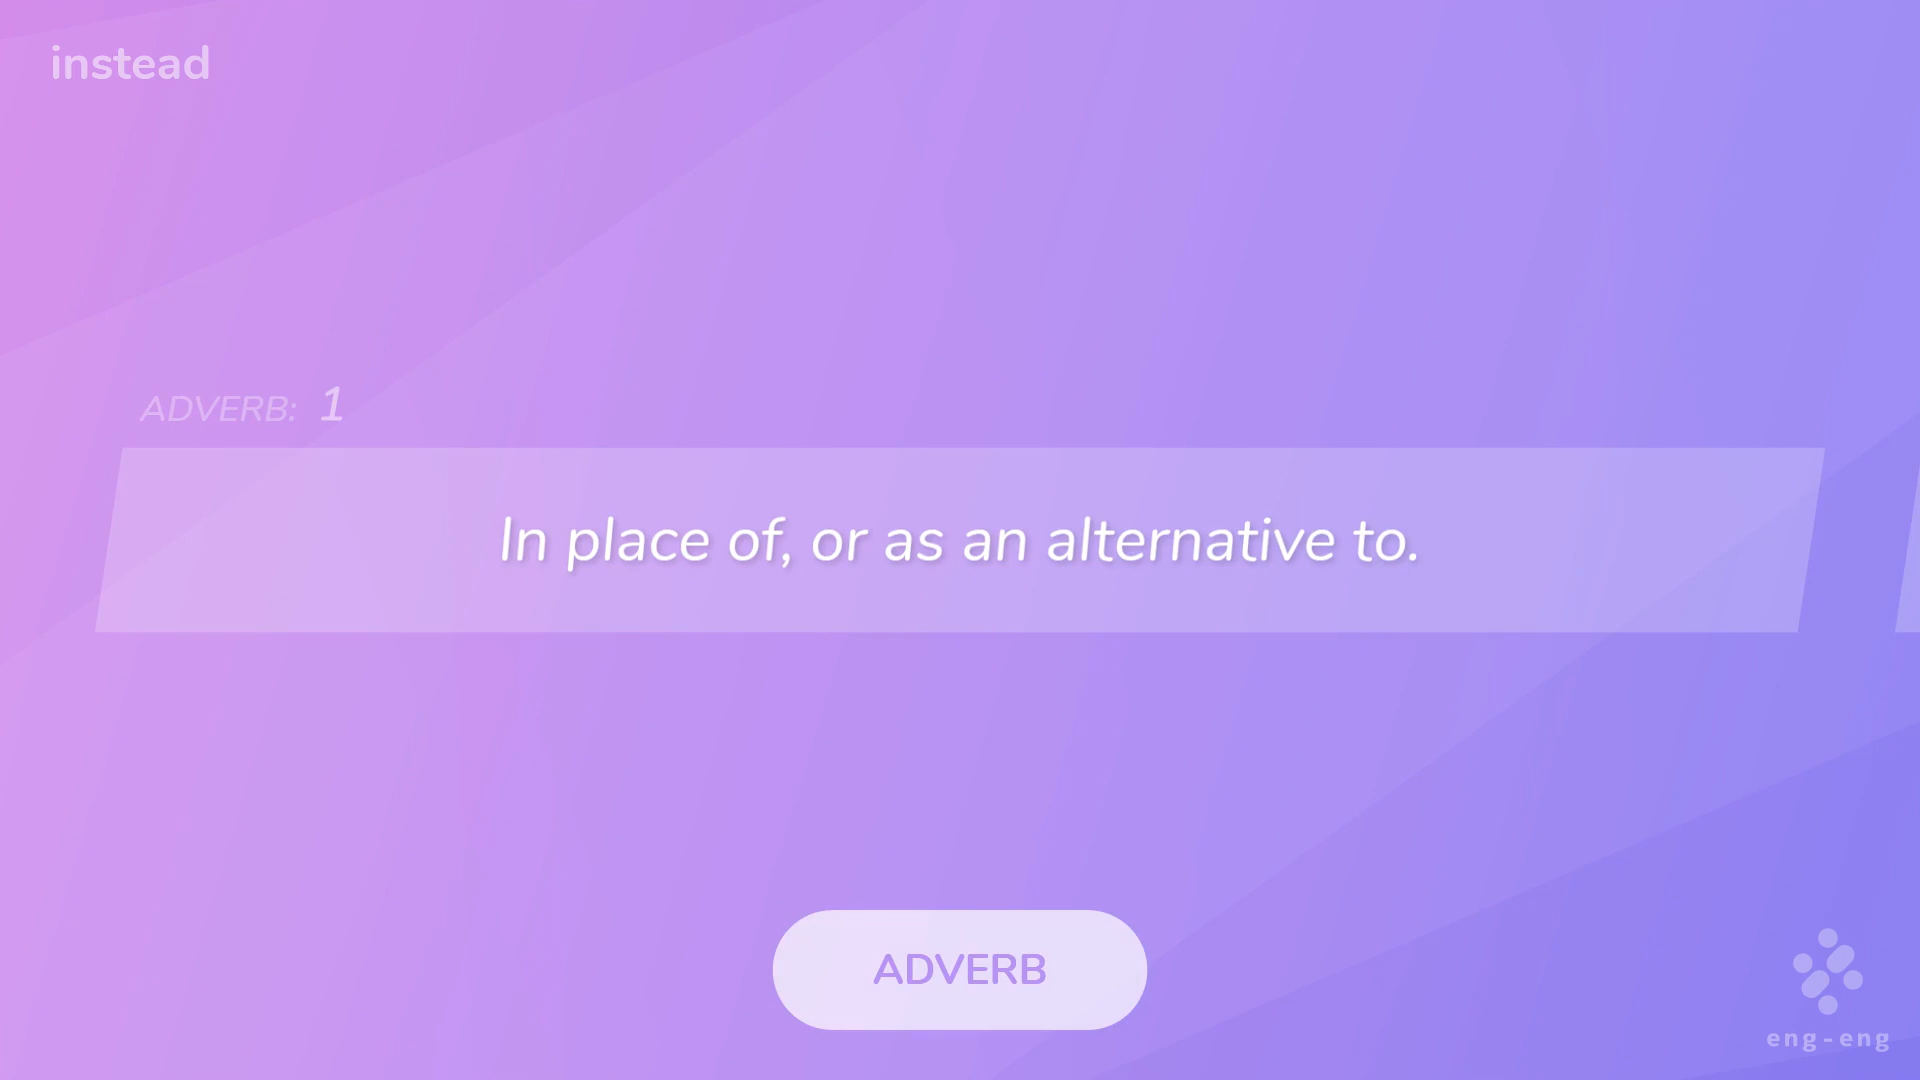 instead
ADVERB: 1
In place of, or as an alternative to.
ADVERB
eng-eng